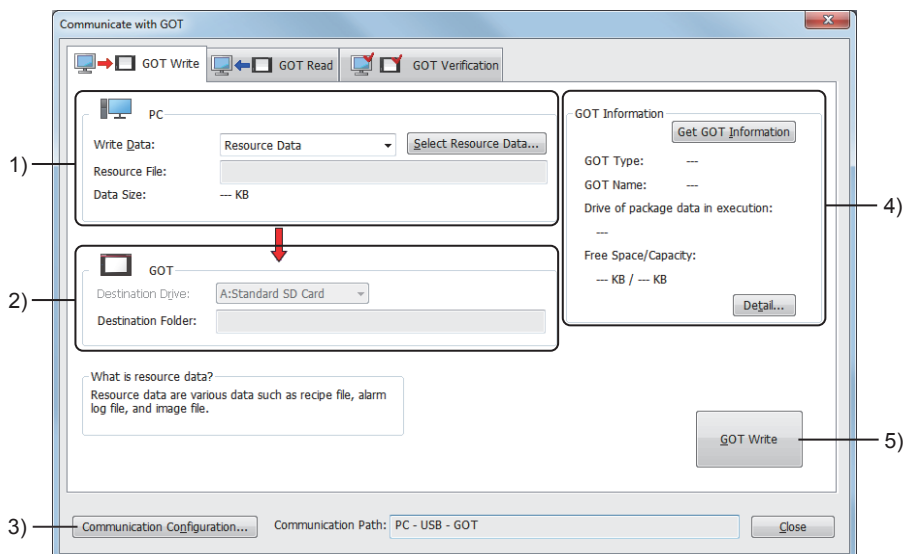 Communicate with GOT
GOT Write
GOT Read
GOT Verification
1)
PC
Write Data:
Resource Data
Select Resource Data...
Resource File:
Data Size:
--- KB
2)
GOT
Destination Drive:
A:Standard SD Card
Destination Folder:
What is resource data?
Resource data are various data such as recipe file, alarm
log file, and image file.
GOT Information
Get GOT Information
GOT Type:
---
GOT Name:
---
Drive of package data in execution:
---
Free Space/Capacity:
--- KB / --- KB
Detail...
4)
GOT Write
5)
3)
Communication Configuration...
Communication Path:
PC - USB - GOT
Close